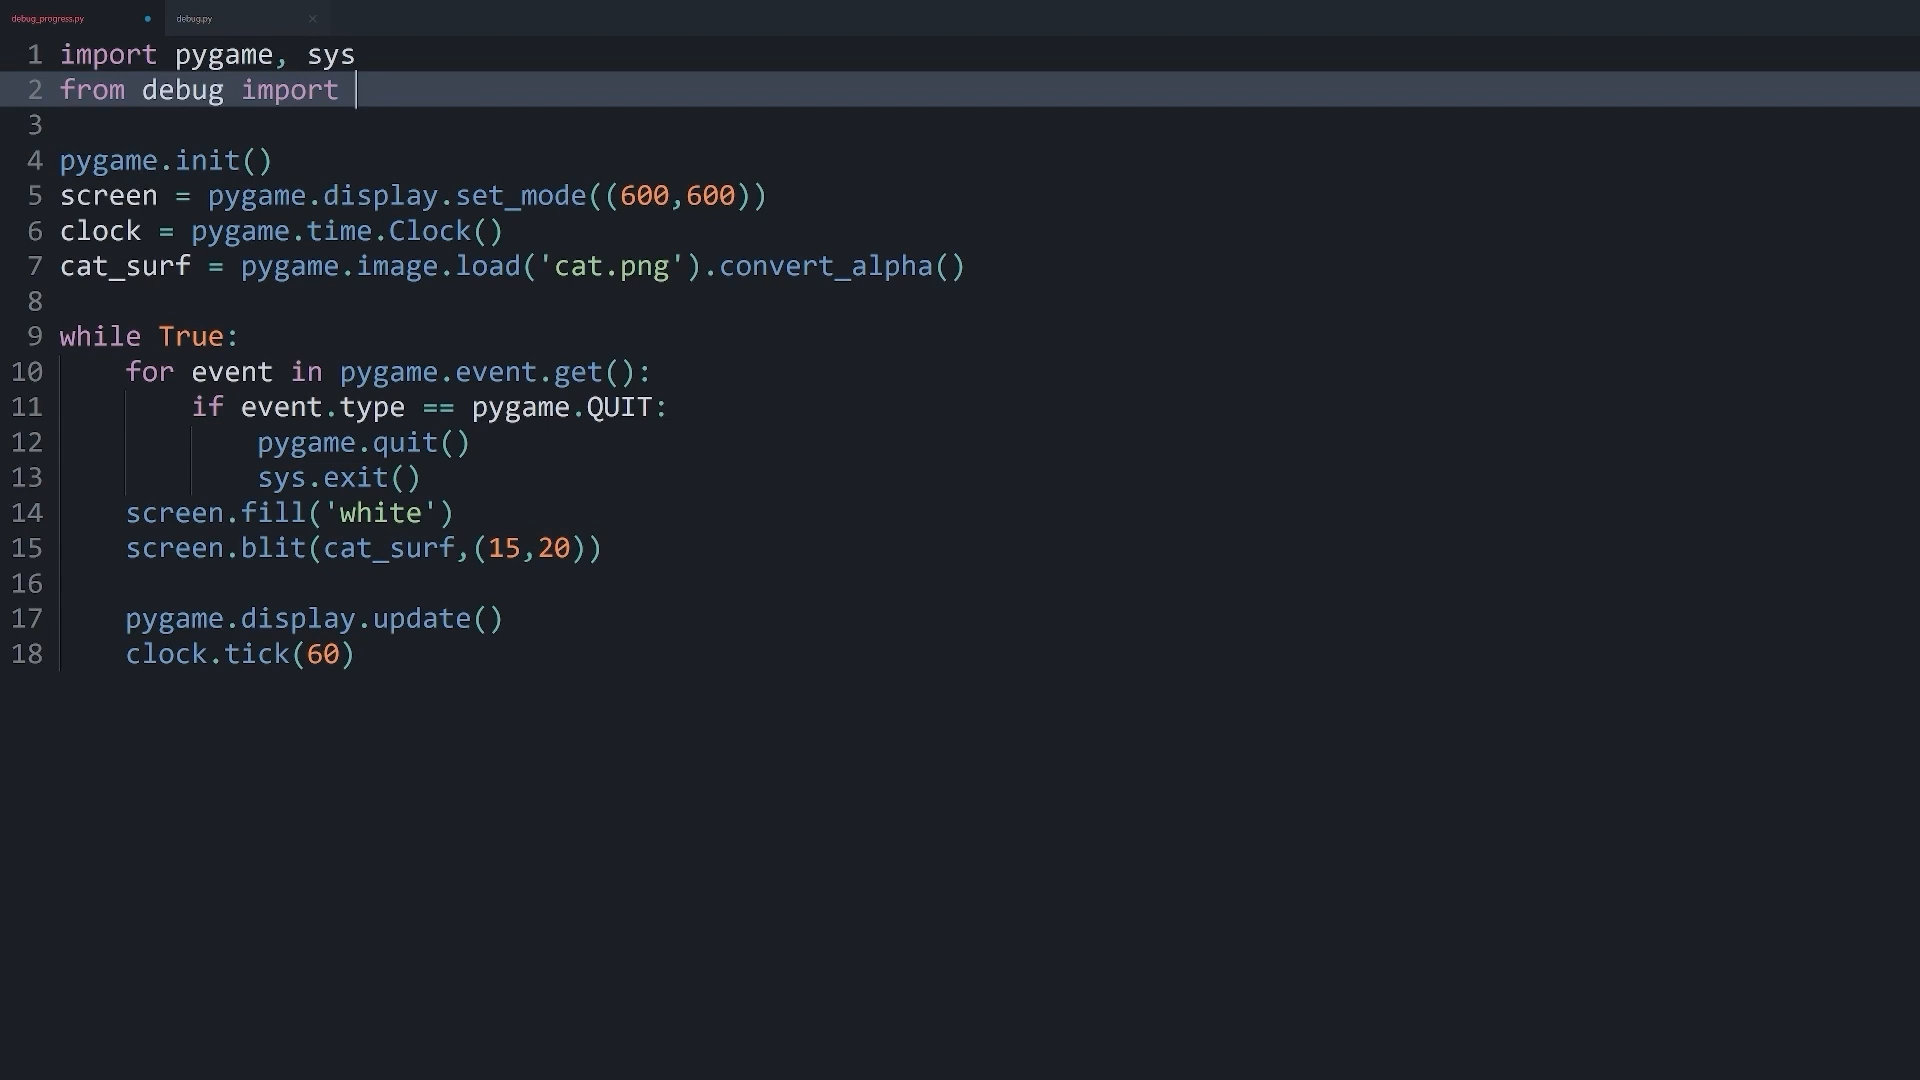 debug_progress.py debug.py
1 import pygame, sys
2 from debug import
3
4 pygame.init()
5 screen = pygame.display.set_mode((600,600))
6 clock = pygame.time.Clock()
7 cat_surf = pygame.image.load('cat.png').convert_alpha()
8
9 while True:
10     for event in pygame.event.get():
11         if event.type == pygame.QUIT:
12             pygame.quit()
13             sys.exit()
14     screen.fill('white')
15     screen.blit(cat_surf,(15,20))
16
17     pygame.display.update()
18     clock.tick(60)